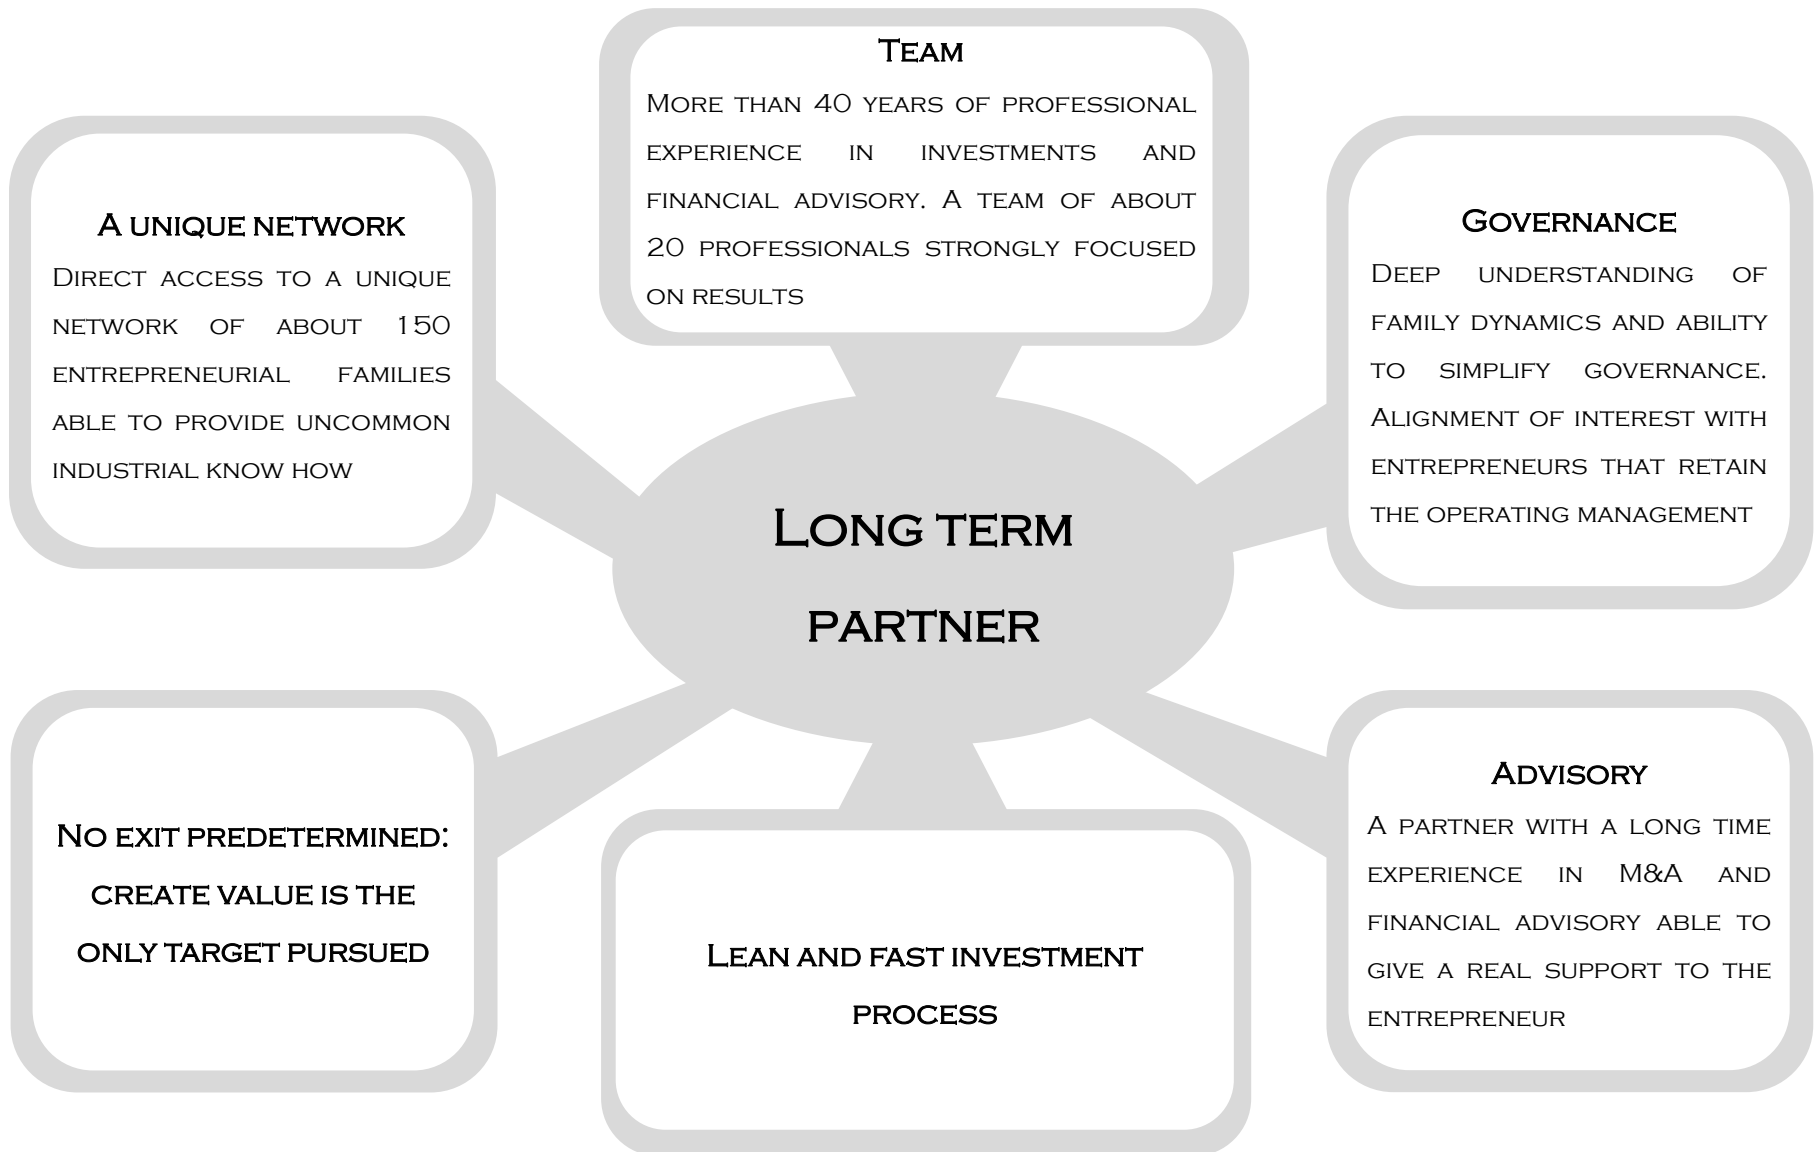 Team
More than 40 years of professional
experience in investments and
financial advisory. A team of about
20 professionals strongly focused
on results
A unique network
Direct access to a unique
network of about 150
entrepreneurial families
able to provide uncommon
industrial know how
Governance
Deep understanding of
family dynamics and ability
to simplify governance.
Alignment of interest with
entrepreneurs that retain
the operating management
Long term
partner
No exit predetermined:
create value is the
only target pursued
Lean and fast investment
process
Advisory
A partner with a long time
experience in M&A and
financial advisory able to
give a real support to the
entrepreneur